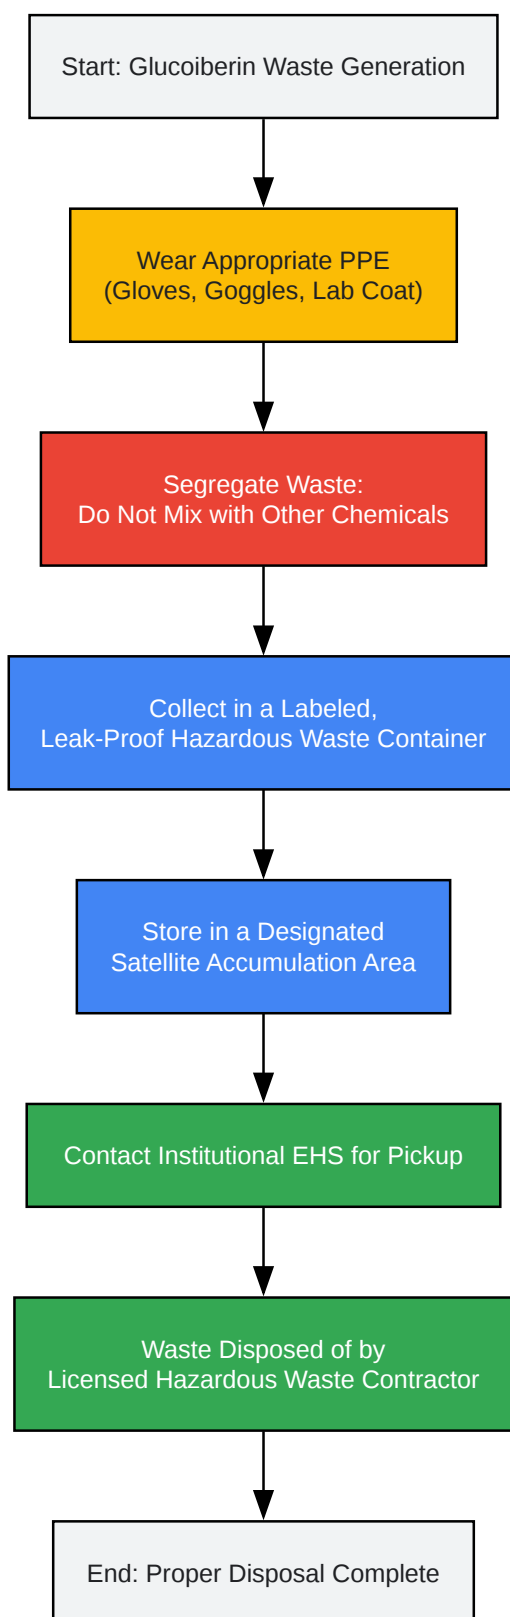 Start: Glucoiberin Waste Generation
Wear Appropriate PPE
(Gloves, Goggles, Lab Coat)
Segregate Waste:
Do Not Mix with Other Chemicals
Collect in a Labeled,
Leak-Proof Hazardous Waste Container
Store in a Designated
Satellite Accumulation Area
Contact Institutional EHS for Pickup
Waste Disposed of by
Licensed Hazardous Waste Contractor
End: Proper Disposal Complete